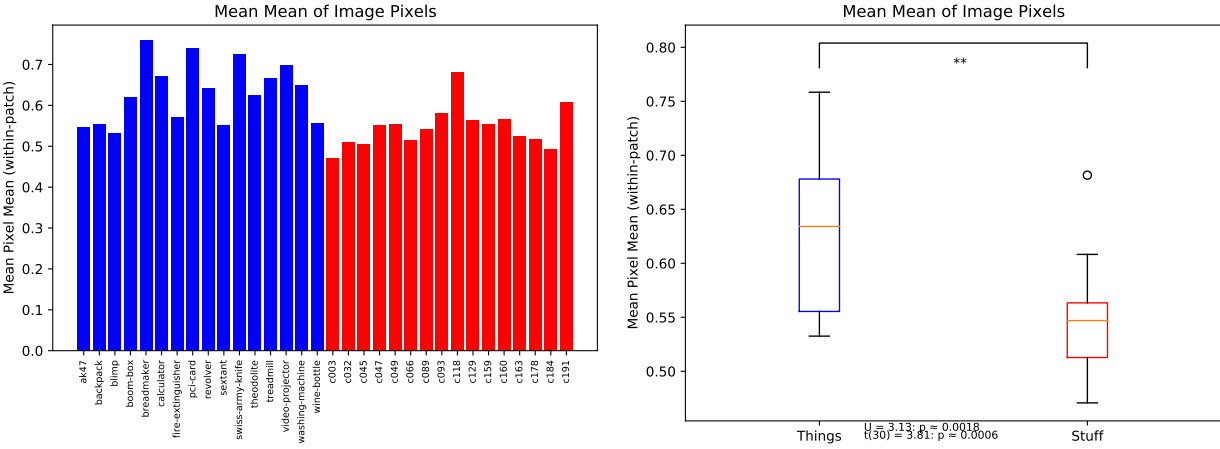 Mean Mean of Image Pixels
Mean Pixel Mean (within-patch)
0.7
0.6
0.5
0.4
0.3
0.2
0.1
0.0
ak47
backpack
blimp
boom-box
breadmaker
calculator
fire-extinguisher
pci-card
revolver
sextant
swiss-army-knife
theodolite
treadmill
video-projector
washing-machine
wine-bottle
c003
c032
c045
c047
c049
c066
c089
c093
c118
c129
c159
c160
c163
c178
c184
c191
Mean Mean of Image Pixels
Mean Pixel Mean (within-patch)
0.80
0.75
0.70
0.65
0.60
0.55
0.50
**
Things
Stuff
U = 3.13: p ≈ 0.0018
t(30) = 3.81: p ≈ 0.0006